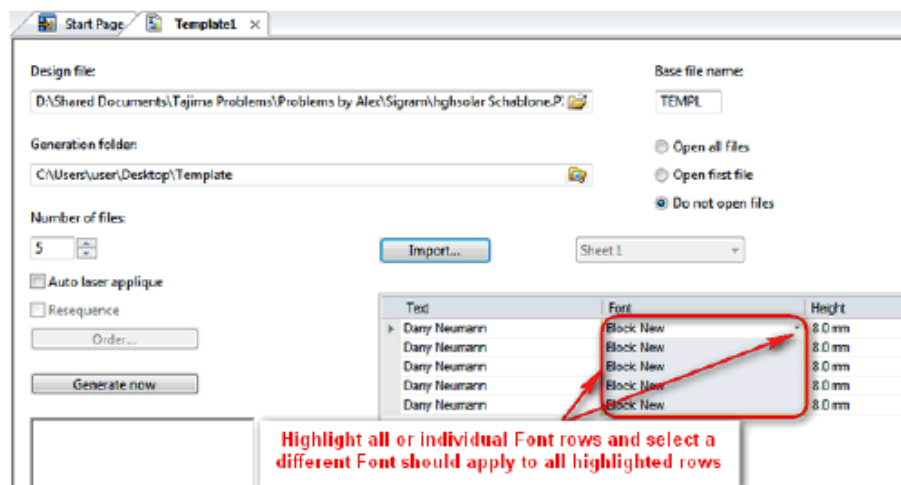 Start Page
Template1
Design file:
Base file name:
D:\Shared Documents\Tajima Problems\Problems by Alex\Sigram\hghsolar Schablone.P
TEMPL
Generation folder:
Open all files
C:\Users\user\Desktop\Template
Open first file
Do not open files
Number of files:
5
Import...
Sheet 1
Auto laser applique
Resequence
Order...
Generate now
Text Font Height
Dany Neumann Block New 8.0 mm
Dany Neumann Block New 8.0 mm
Dany Neumann Block New 8.0 mm
Dany Neumann Block New 8.0 mm
Dany Neumann Block New 8.0 mm
Highlight all or individual Font rows and select a
different Font should apply to all highlighted rows